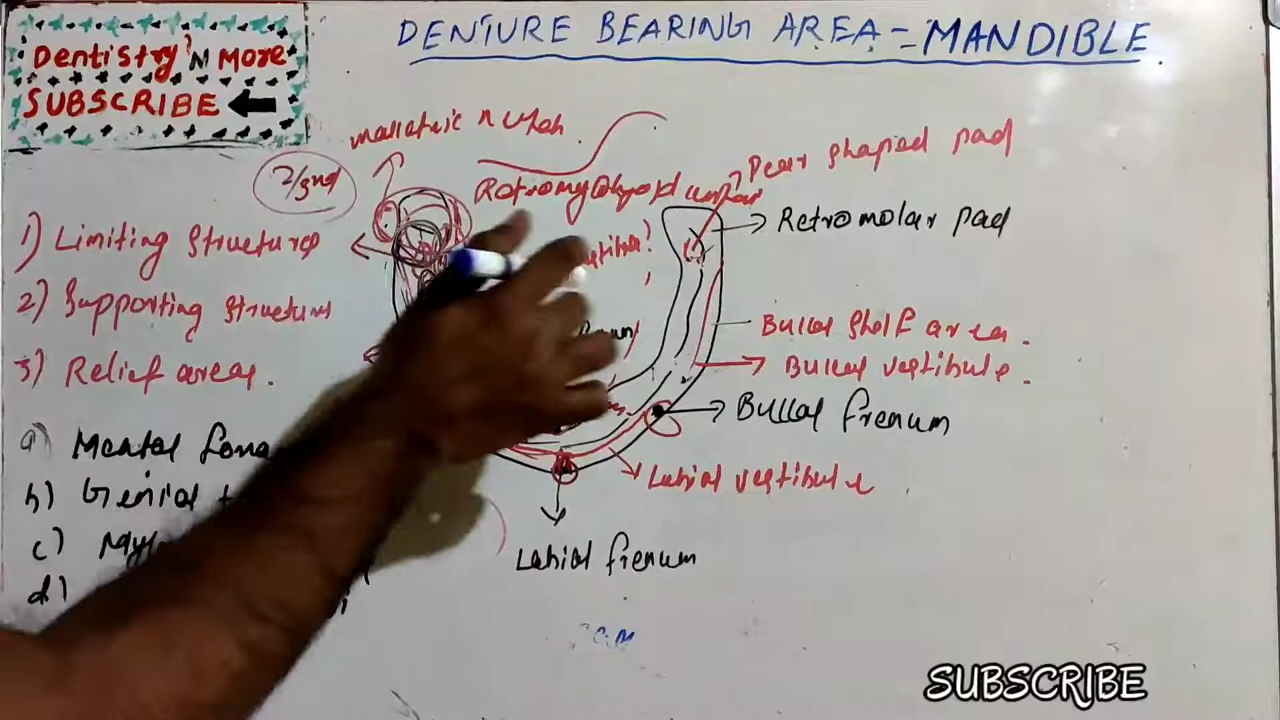 Dentistry 'N More
SUBSCRIBE
DENTURE BEARING AREA - MANDIBLE
2/3rd
1) Limiting structures
2) Supporting structures
3) Relief areas.
a) Mental
b) Genial
c)
d)
Pear shaped pad
Retromolar pad
Buccal shelf area.
Buccal vestibule.
Buccal frenum
Labial vestibule
Labial frenum
SUBSCRIBE